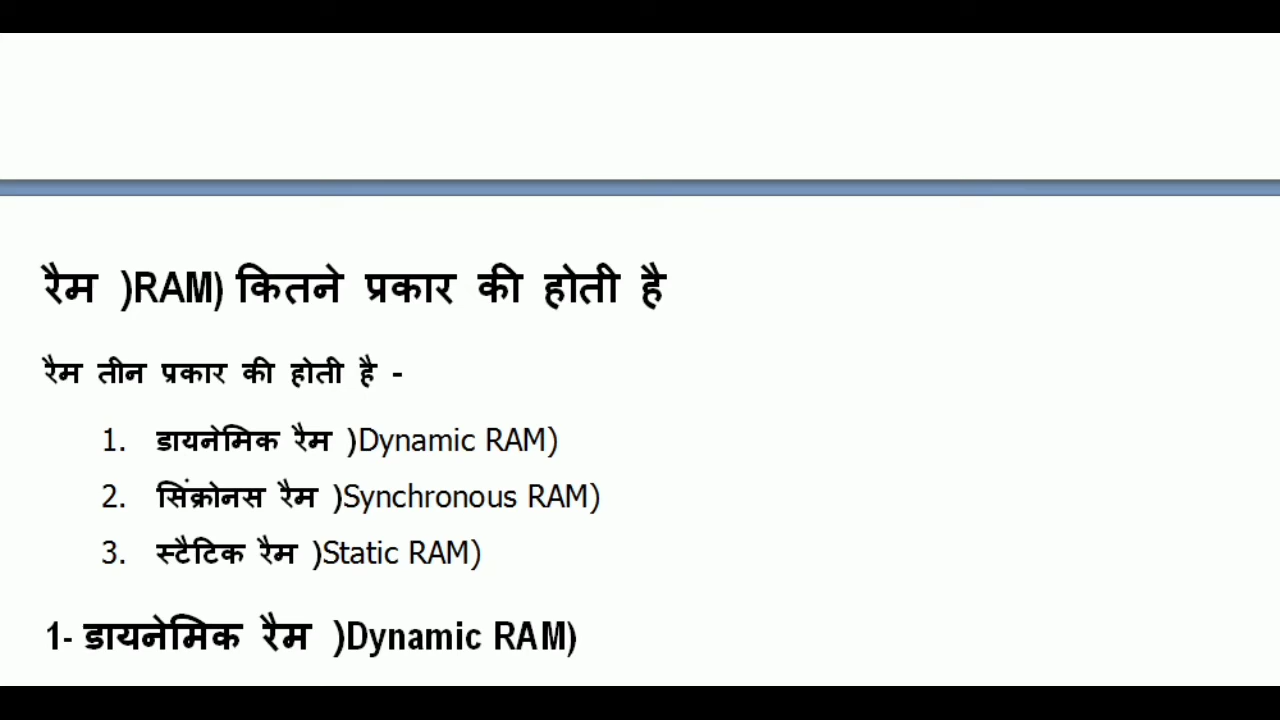 रैम )RAM) कितने प्रकार की होती है
रैम तीन प्रकार की होती है -
1. डायनेमिक रैम )Dynamic RAM)
2. सिंक्रोनस रैम )Synchronous RAM)
3. स्टैटिक रैम )Static RAM)
1- डायनेमिक रैम )Dynamic RAM)